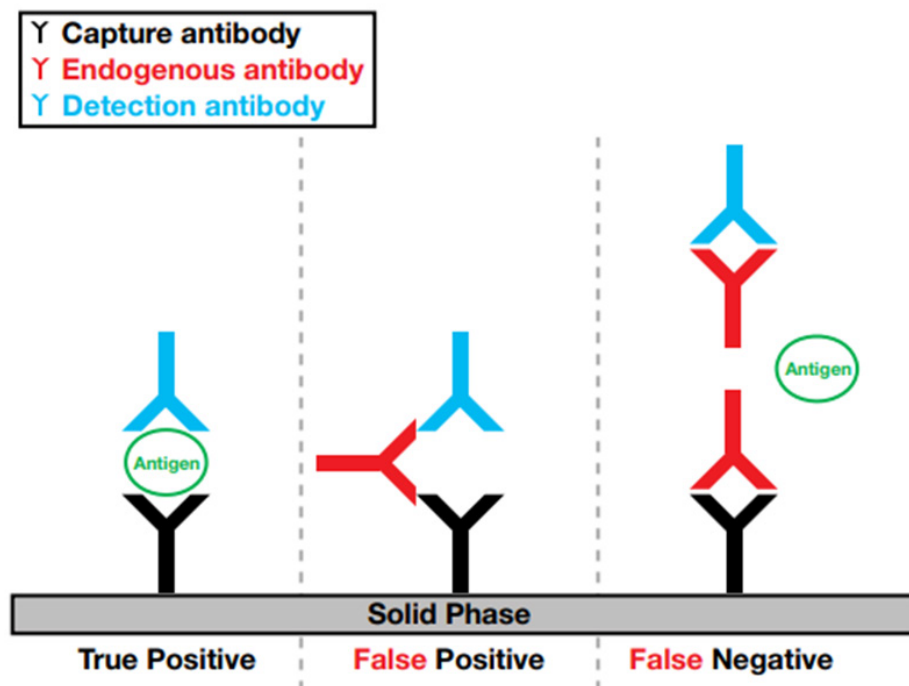 Capture antibody
Endogenous antibody
Detection antibody
Antigen
Antigen
Solid Phase
True Positive
False Positive
False Negative